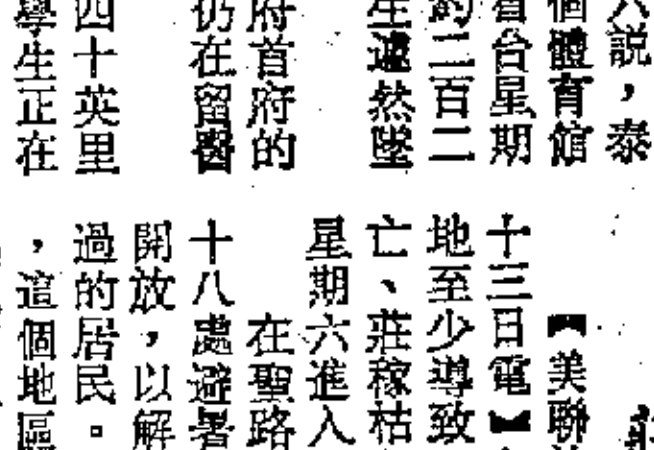 説，泰
個體育館
看台星期
約二百二
生遽然墜
府首府的
仍在留醫
四十英里
學生正在
【美聯
十三日電】
地至少導致
亡、莊稼枯
星期六進入
在聖路
十八處避暑
開放，以解
過的居民。
，這個地區